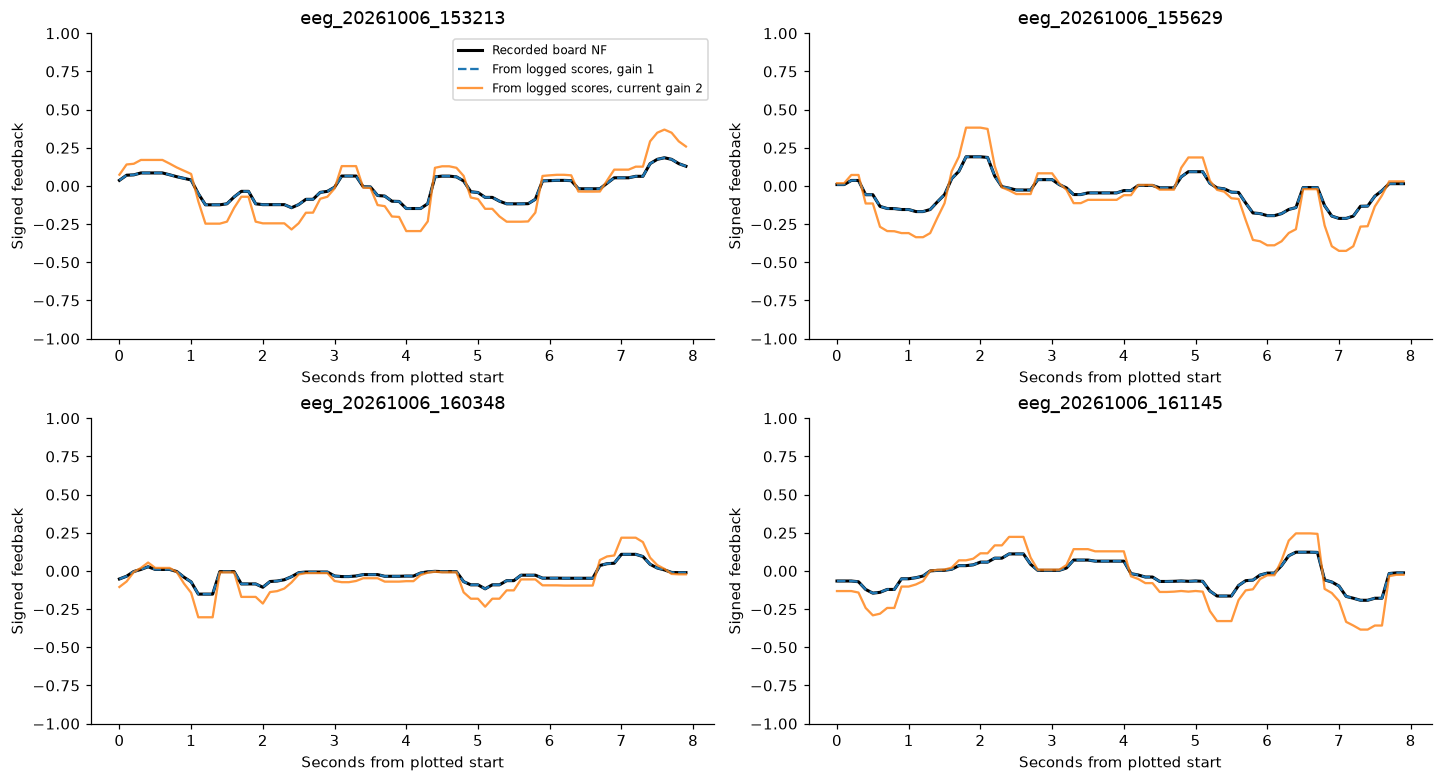 eeg_20261006_153213
1.00
0.75
0.50
0.25
0.00
−0.25
−0.50
−0.75
−1.00
Signed feedback
Recorded board NF
From logged scores, gain 1
From logged scores, current gain 2
0 1 2 3 4 5 6 7 8
Seconds from plotted start
eeg_20261006_155629
1.00
0.75
0.50
0.25
0.00
−0.25
−0.50
−0.75
−1.00
Signed feedback
0 1 2 3 4 5 6 7 8
Seconds from plotted start
eeg_20261006_160348
1.00
0.75
0.50
0.25
0.00
−0.25
−0.50
−0.75
−1.00
Signed feedback
0 1 2 3 4 5 6 7 8
Seconds from plotted start
eeg_20261006_161145
1.00
0.75
0.50
0.25
0.00
−0.25
−0.50
−0.75
−1.00
Signed feedback
0 1 2 3 4 5 6 7 8
Seconds from plotted start